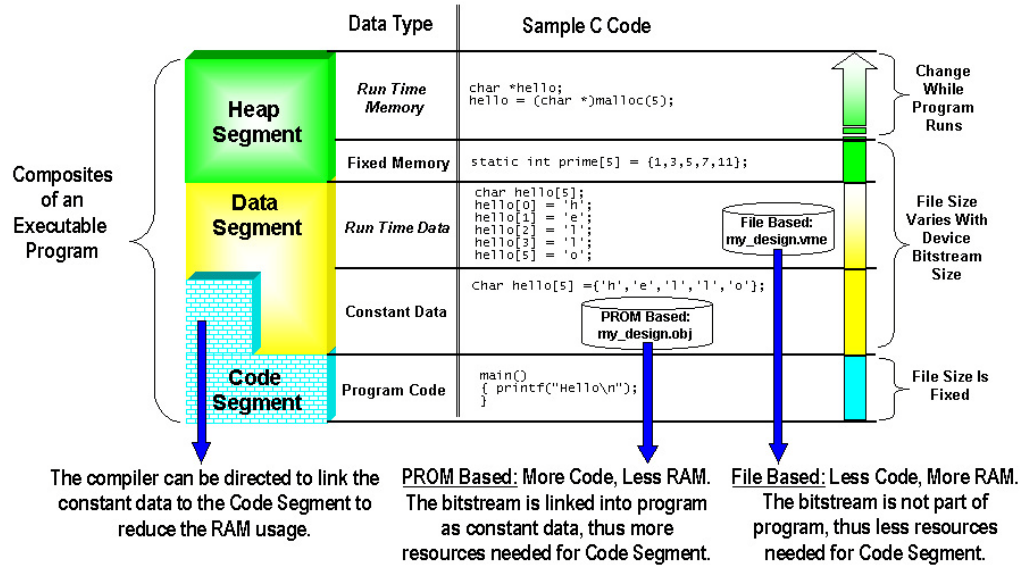 Data Type
Sample C Code
Composites
of an
Executable
Program
Heap
Segment
Run Time
Memory
char *hello;
hello = (char *)malloc(5);
Change
While
Program
Runs
Fixed Memory
static int prime[5] = {1,3,5,7,11};
Data
Segment
Run Time Data
char hello[5];
hello[0] = 'h';
hello[1] = 'e';
hello[2] = 'l';
hello[3] = 'l';
hello[5] = 'o';
File Based:
my_design.vme
File Size
Varies With
Device
Bitstream
Size
Constant Data
Char hello[5] ={'h','e','l','l','o'};
PROM Based:
my_design.obj
Code
Segment
Program Code
main()
{ printf("Hello\n");
}
File Size Is
Fixed
The compiler can be directed to link the
constant data to the Code Segment to
reduce the RAM usage.
PROM Based: More Code, Less RAM.
The bitstream is linked into program
as constant data, thus more
resources needed for Code Segment.
File Based: Less Code, More RAM.
The bitstream is not part of
program, thus less resources
needed for Code Segment.